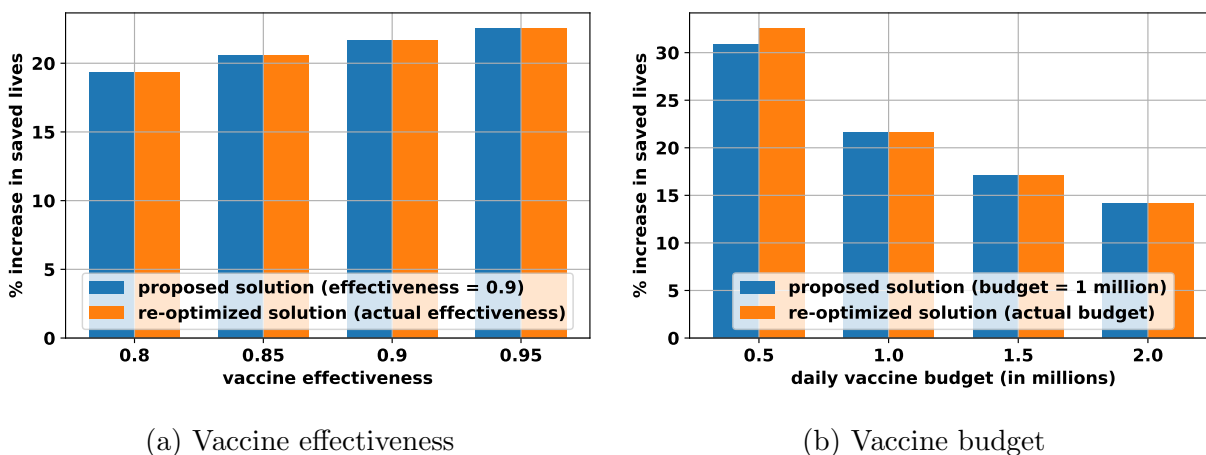 % increase in saved lives
20
15
10
5
0
proposed solution (effectiveness = 0.9)
re-optimized solution (actual effectiveness)
0.8 0.85 0.9 0.95
vaccine effectiveness
(a) Vaccine effectiveness
% increase in saved lives
30
25
20
15
10
5
0
proposed solution (budget = 1 million)
re-optimized solution (actual budget)
0.5 1.0 1.5 2.0
daily vaccine budget (in millions)
(b) Vaccine budget